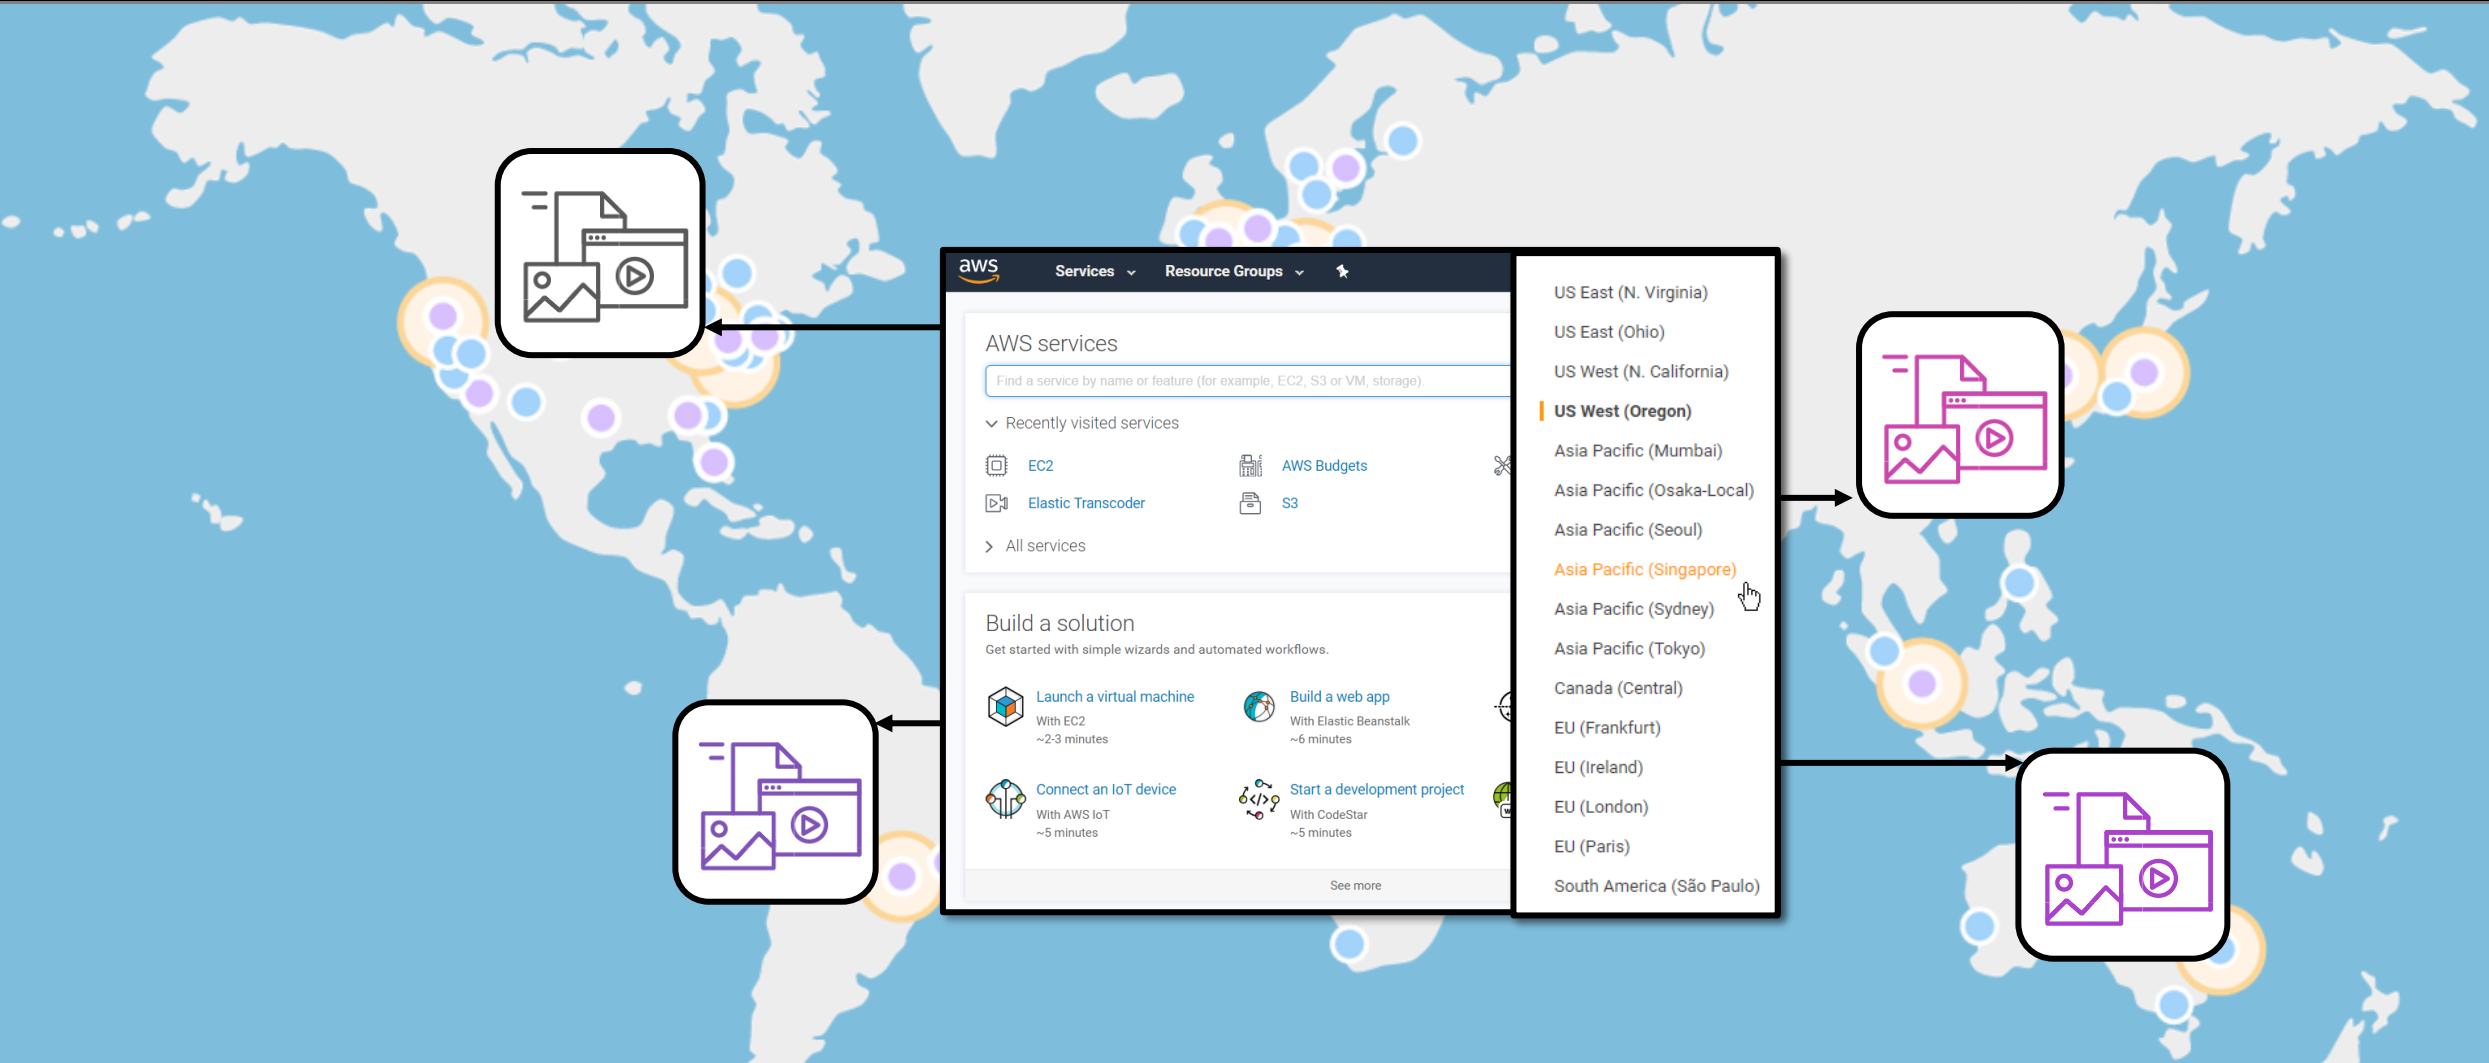 aws
Services
Resource Groups
AWS services
Find a service by name or feature (for example, EC2, S3 or VM, storage).
Recently visited services
EC2
AWS Budgets
Elastic Transcoder
S3
All services
Build a solution
Get started with simple wizards and automated workflows.
Launch a virtual machine
With EC2
~2-3 minutes
Build a web app
With Elastic Beanstalk
~6 minutes
Connect an IoT device
With AWS IoT
~5 minutes
Start a development project
With CodeStar
~5 minutes
See more
US East (N. Virginia)
US East (Ohio)
US West (N. California)
US West (Oregon)
Asia Pacific (Mumbai)
Asia Pacific (Osaka-Local)
Asia Pacific (Seoul)
Asia Pacific (Singapore)
Asia Pacific (Sydney)
Asia Pacific (Tokyo)
Canada (Central)
EU (Frankfurt)
EU (Ireland)
EU (London)
EU (Paris)
South America (São Paulo)